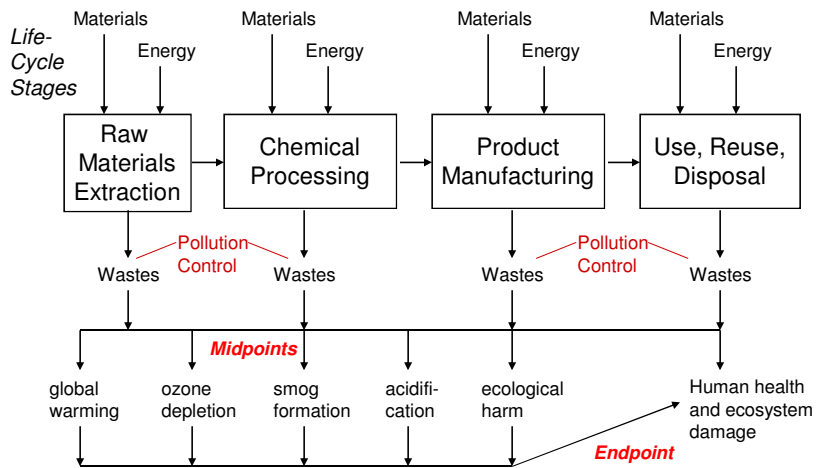 Life-
Cycle
Stages
Materials
Energy
Materials
Energy
Materials
Energy
Materials
Energy
Raw
Materials
Extraction
Chemical
Processing
Product
Manufacturing
Use, Reuse,
Disposal
Pollution
Control
Pollution
Control
Wastes
Wastes
Wastes
Wastes
Midpoints
global
warming
ozone
depletion
smog
formation
acidifi-
cation
ecological
harm
Human health
and ecosystem
damage
Endpoint